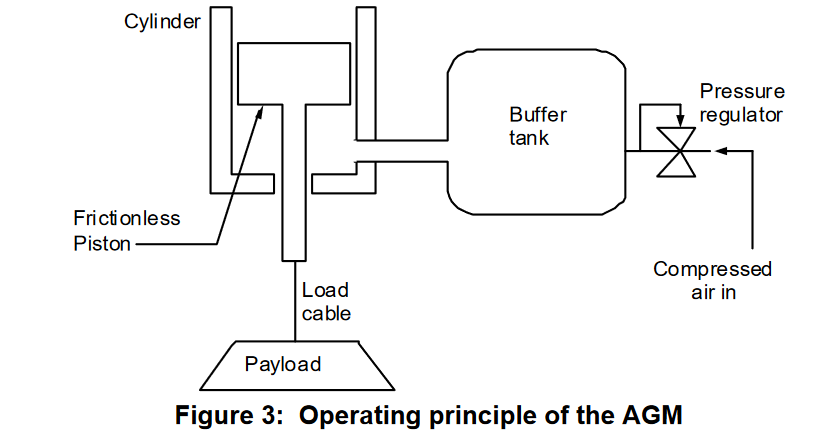 Cylinder
Buffer
tank
Pressure
regulator
Frictionless
Piston
Compressed
air in
Load
cable
Payload
Figure 3:  Operating principle of the AGM